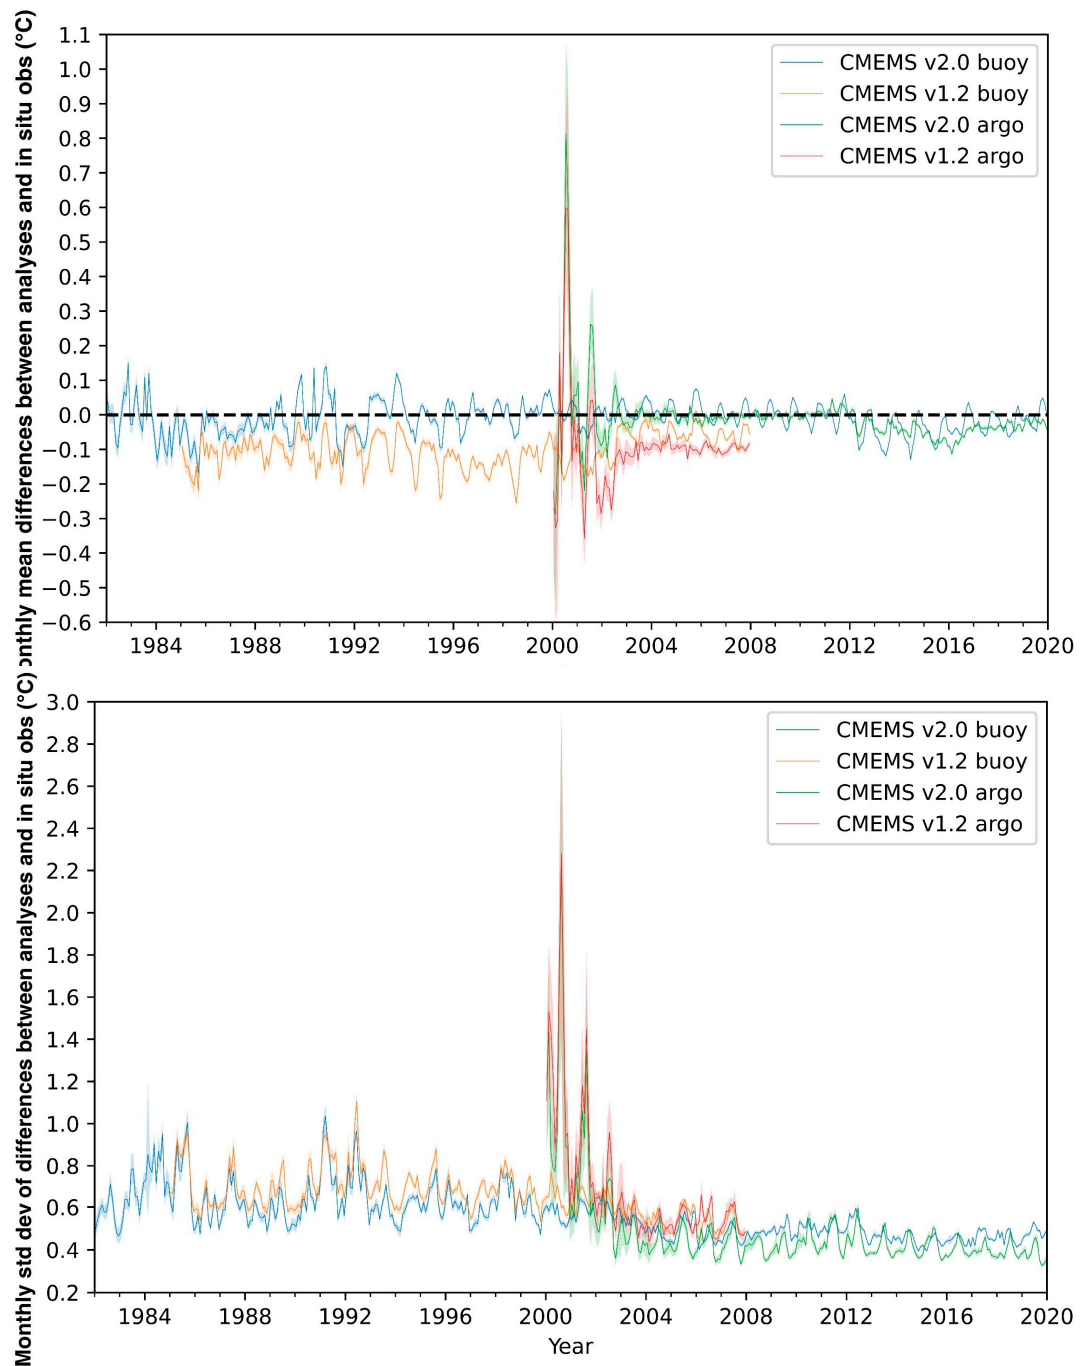 onthly mean differences between analyses and in situ obs (°C)
1.1
1.0
0.9
0.8
0.7
0.6
0.5
0.4
0.3
0.2
0.1
0.0
−0.1
−0.2
−0.3
−0.4
−0.5
−0.6
CMEMS v2.0 buoy
CMEMS v1.2 buoy
CMEMS v2.0 argo
CMEMS v1.2 argo
1984 1988 1992 1996 2000 2004 2008 2012 2016 2020
Monthly std dev of differences between analyses and in situ obs (°C)
3.0
2.8
2.6
2.4
2.2
2.0
1.8
1.6
1.4
1.2
1.0
0.8
0.6
0.4
0.2
CMEMS v2.0 buoy
CMEMS v1.2 buoy
CMEMS v2.0 argo
CMEMS v1.2 argo
1984 1988 1992 1996 2000 2004 2008 2012 2016 2020
Year